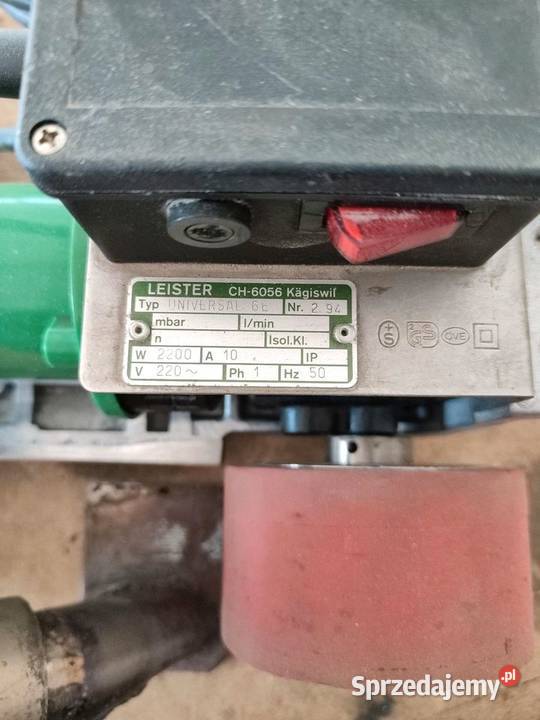 LEISTER CH-6056 Kägiswil
Typ UNIVERSAL 6E Nr. 2 94
mbar l/min
n Isol.Kl.
W 2200 A 10 IP
V 220~ Ph 1 Hz 50
+S
OVE
Sprzedajemy.pl